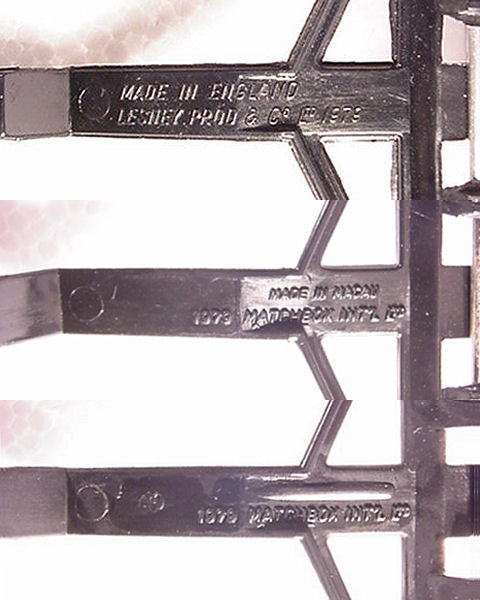 MADE IN ENGLAND
LESNEY PROD & Co LTD 1979
MADE IN MACAU
1979 MATCHBOX INT'L LTD
1979 MATCHBOX INT'L LTD